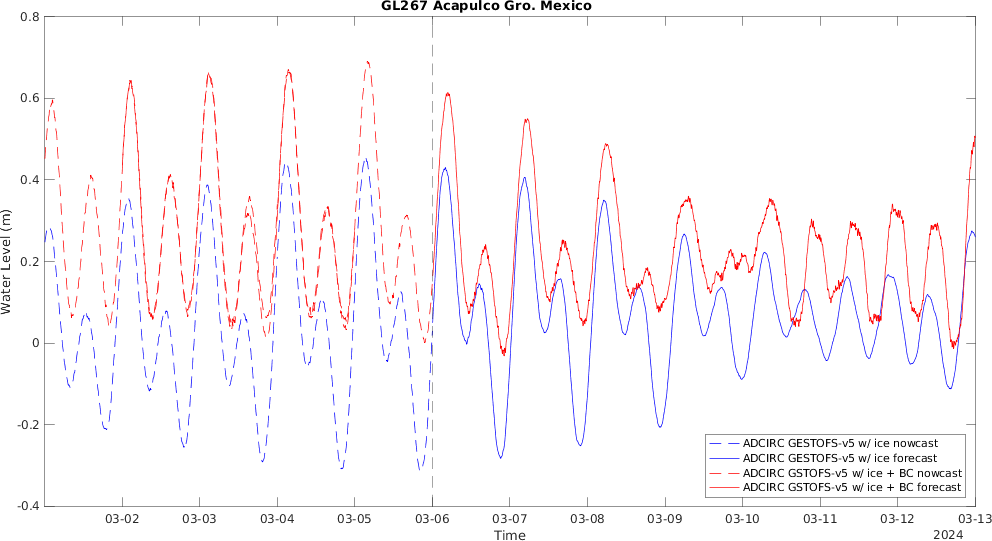 GL267 Acapulco Gro. Mexico
Water Level (m)
0.8
0.6
0.4
0.2
0
-0.2
-0.4
ADCIRC GESTOFS-v5 w/ ice nowcast
ADCIRC GESTOFS-v5 w/ ice forecast
ADCIRC GSTOFS-v5 w/ ice + BC nowcast
ADCIRC GSTOFS-v5 w/ ice + BC forecast
03-02 03-03 03-04 03-05 03-06 03-07 03-08 03-09 03-10 03-11 03-12 03-13
Time
2024